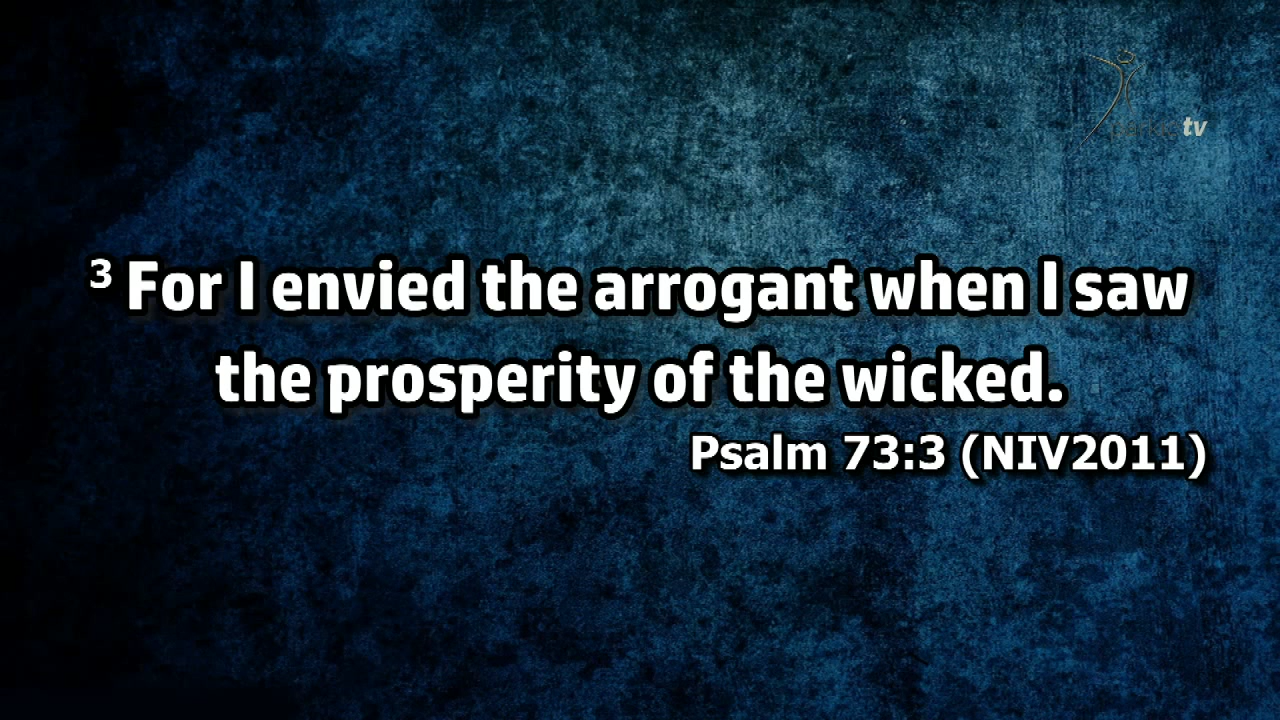 tv
³ For I envied the arrogant when I saw
the prosperity of the wicked.
Psalm 73:3 (NIV2011)